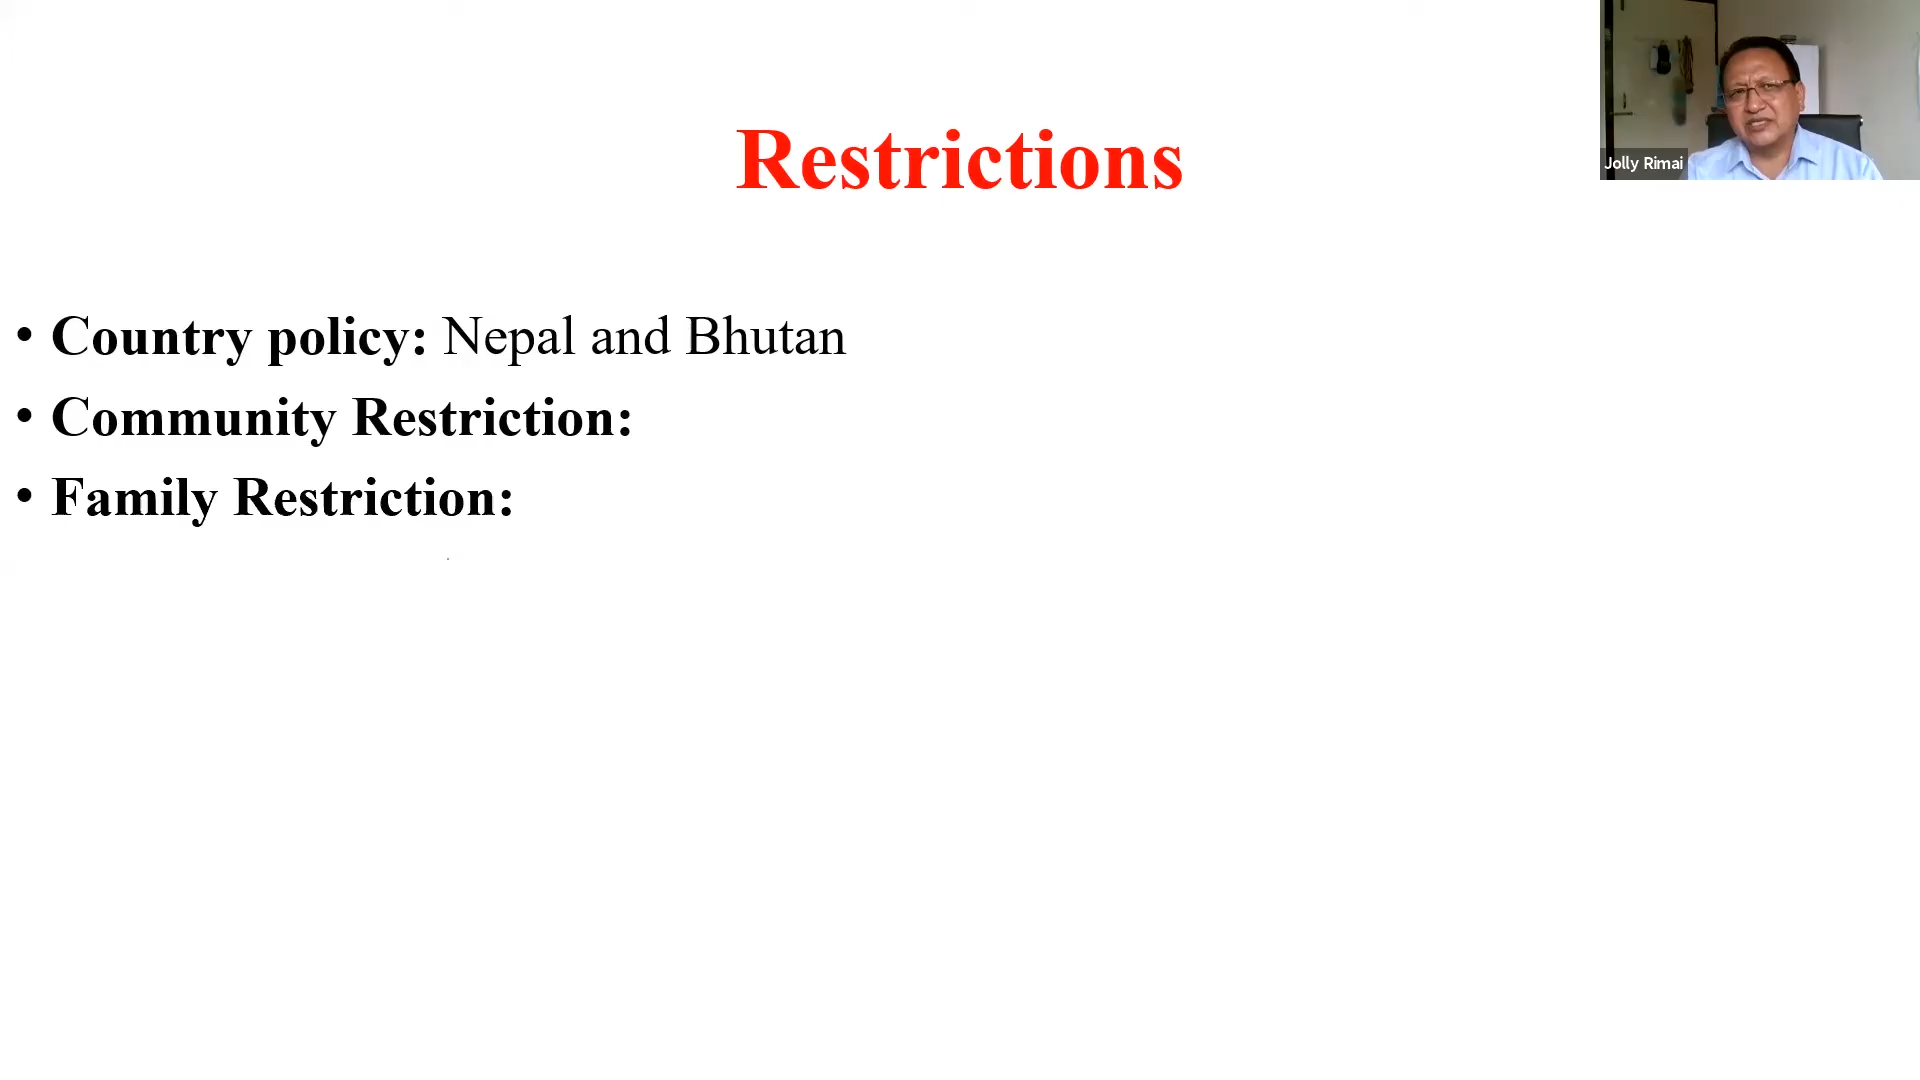 Restrictions
• Country policy: Nepal and Bhutan
• Community Restriction:
• Family Restriction:
Jolly Rimai